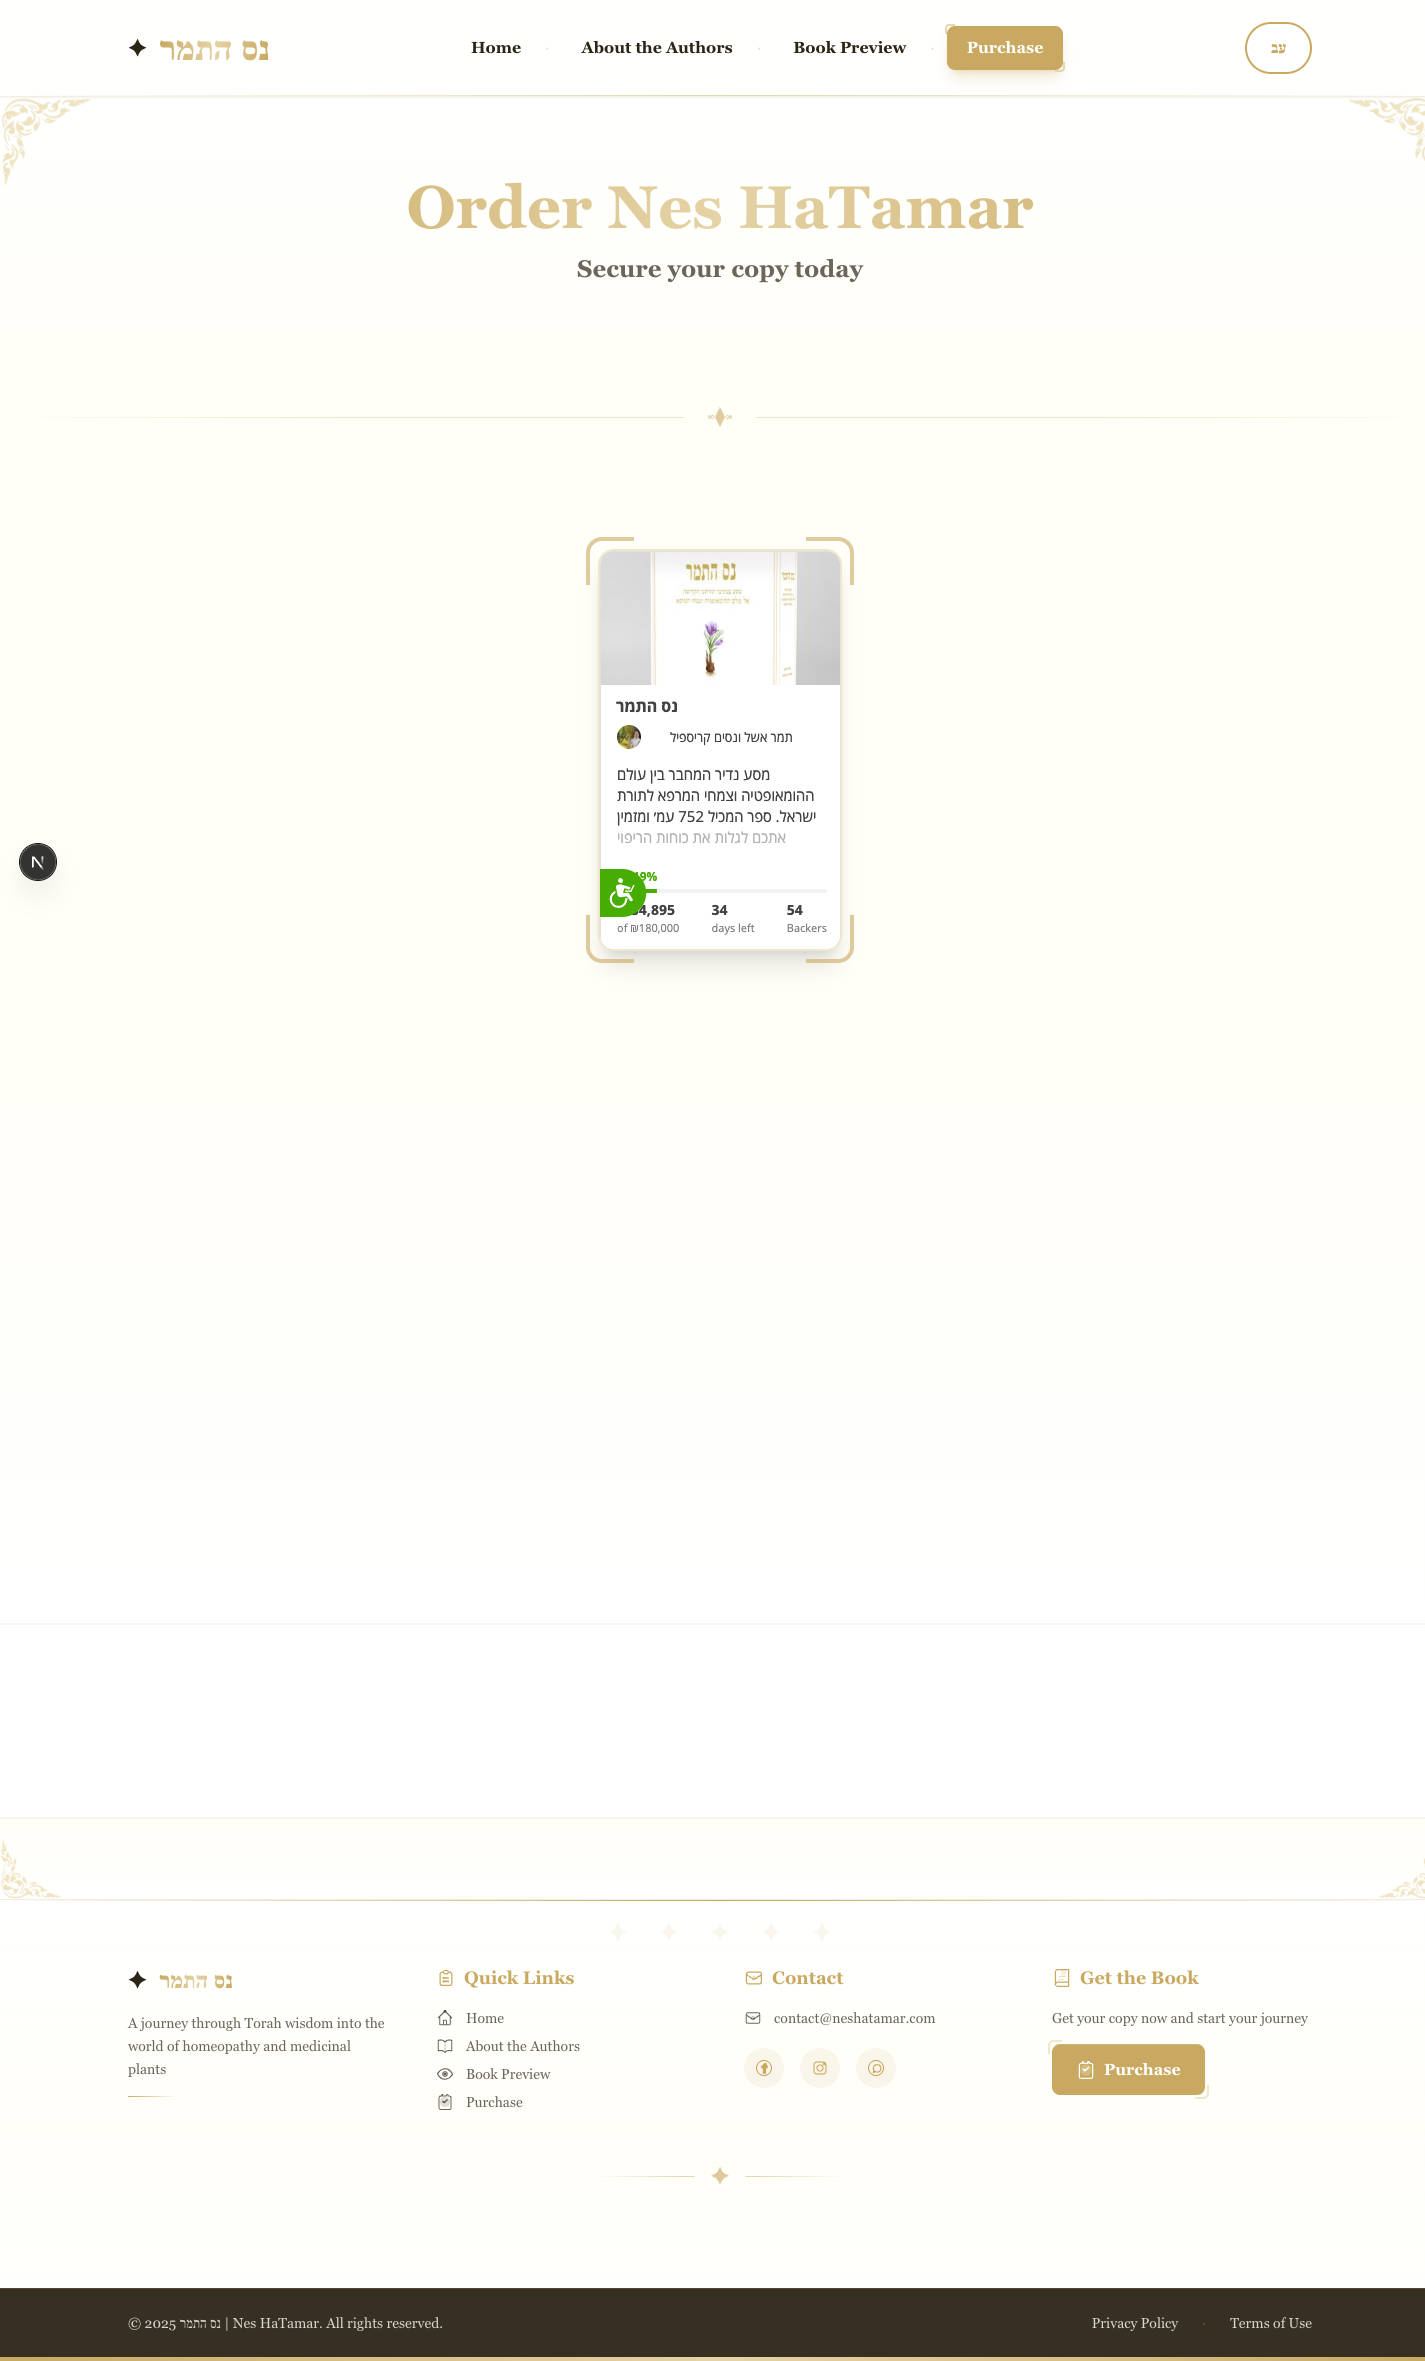 נס התמר
Home
About the Authors
Book Preview
Purchase
עב
Order Nes HaTamar
Secure your copy today
נס התמר
נס התמר
תמר אשל ונסים קריספיל
מסע נדיר המחבר בין עולם
ההומאופטיה וצמחי המרפא לתורת
ישראל. ספר המכיל 752 עמ׳ ומזמין
אתכם לגלות את כוחות הריפוי
4,895
of ₪180,000
34
days left
54
Backers
נס התמר
A journey through Torah wisdom into the
world of homeopathy and medicinal
plants
Quick Links
Home
About the Authors
Book Preview
Purchase
Contact
contact@neshatamar.com
Get the Book
Get your copy now and start your journey
Purchase
© 2025 נס התמר | Nes HaTamar. All rights reserved.
Privacy Policy
Terms of Use